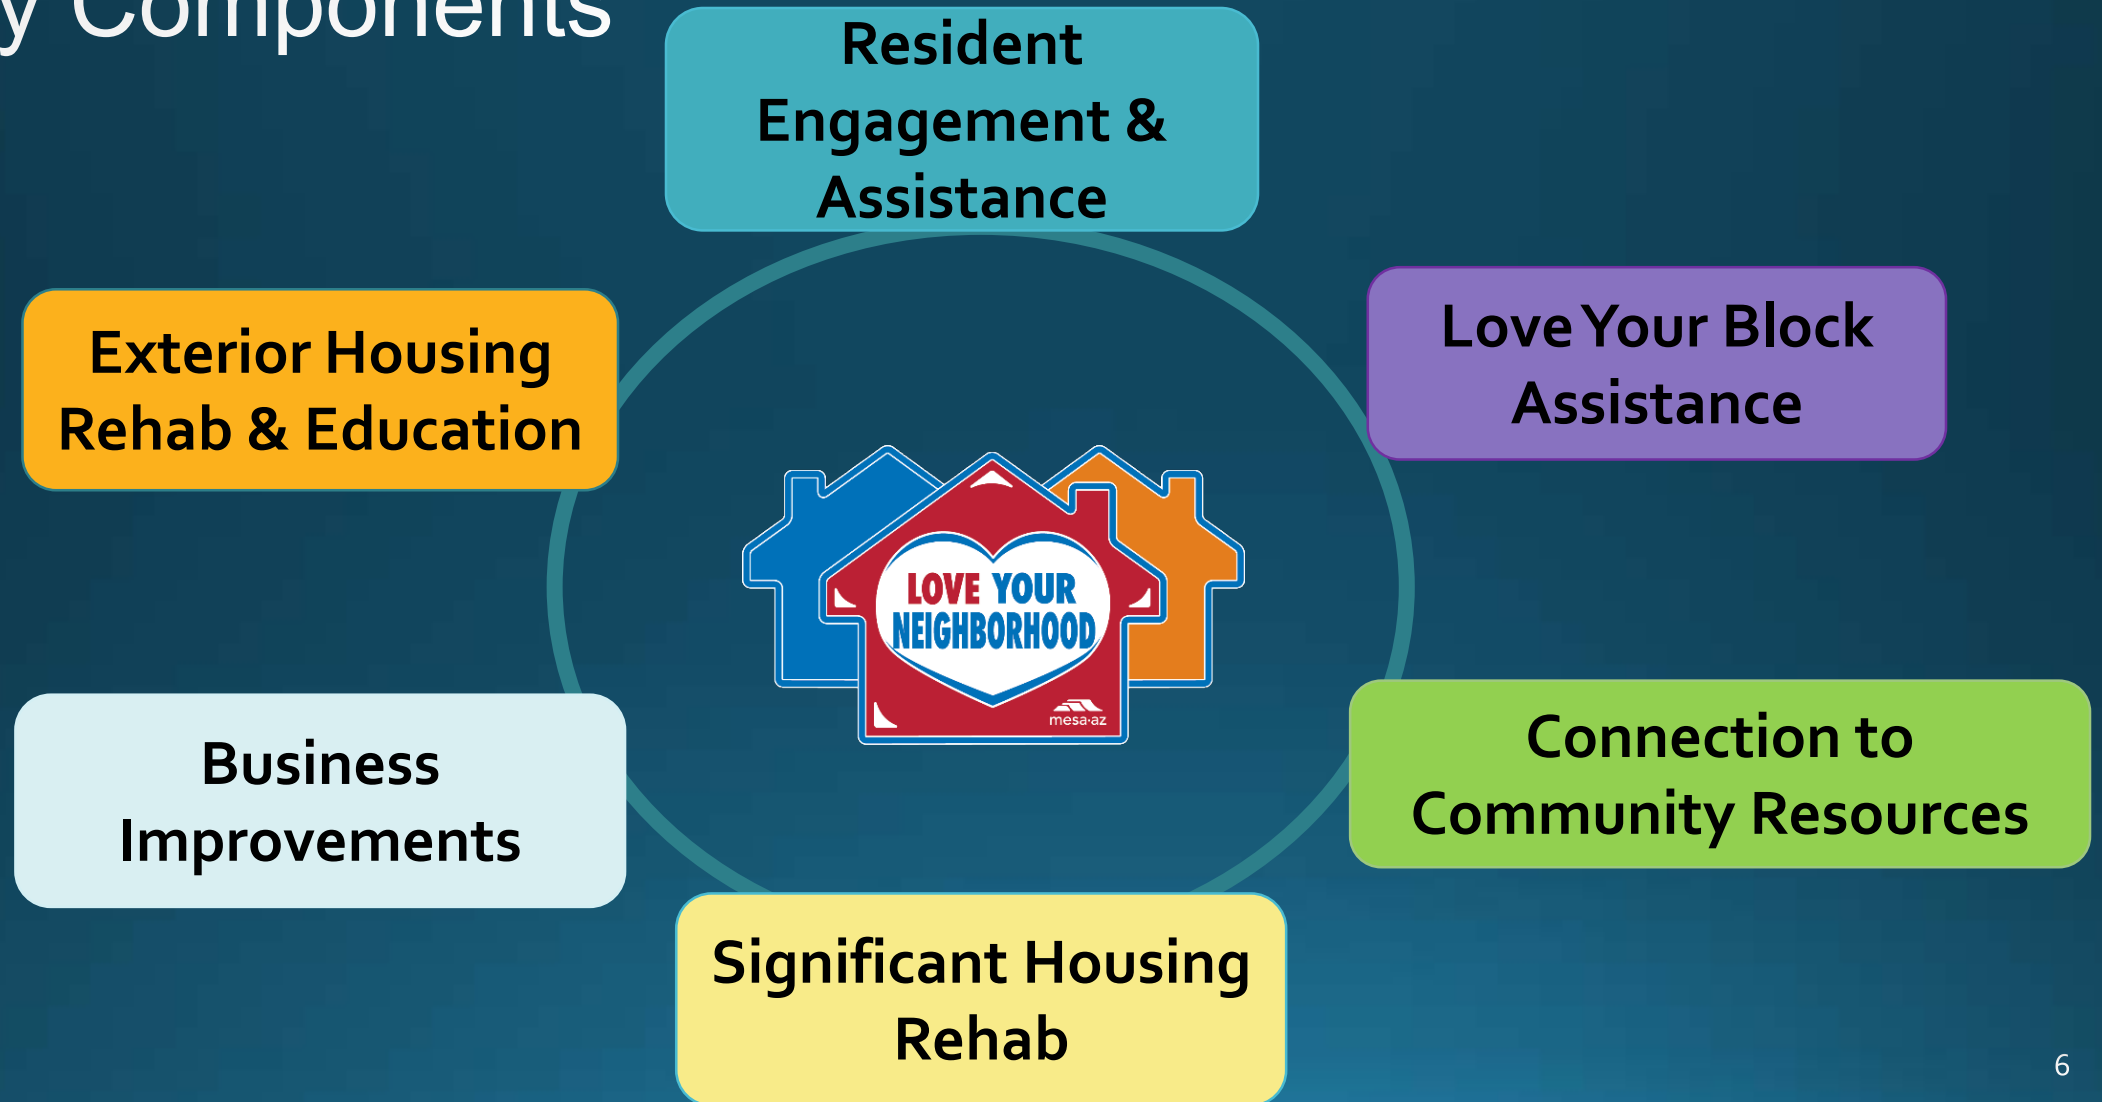 y Components
Resident
Engagement &
Assistance
Love Your Block
Assistance
Exterior Housing
Rehab & Education
LOVE YOUR
NEIGHBORHOOD
mesa·az
Connection to
Community Resources
Business
Improvements
Significant Housing
Rehab
6